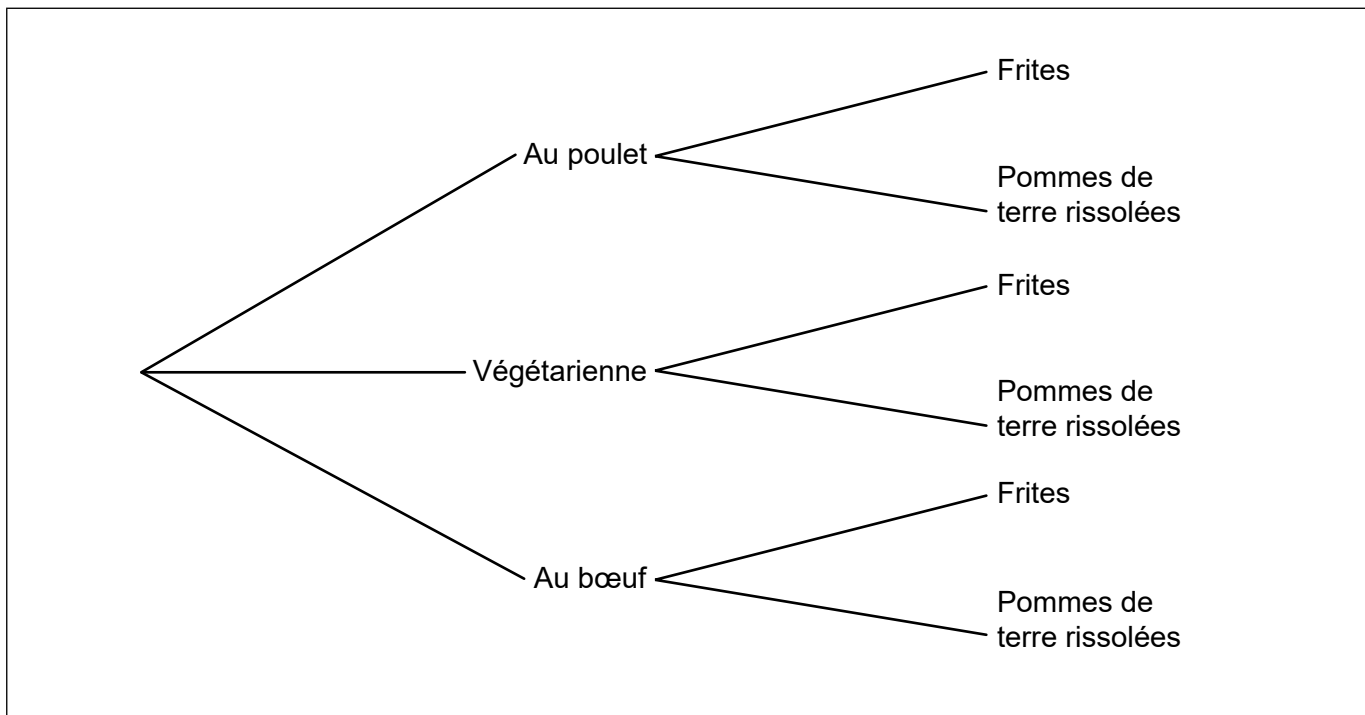 Frites
Au poulet
Pommes de
terre rissolées
Frites
Végétarienne
Pommes de
terre rissolées
Frites
Au bœuf
Pommes de
terre rissolées